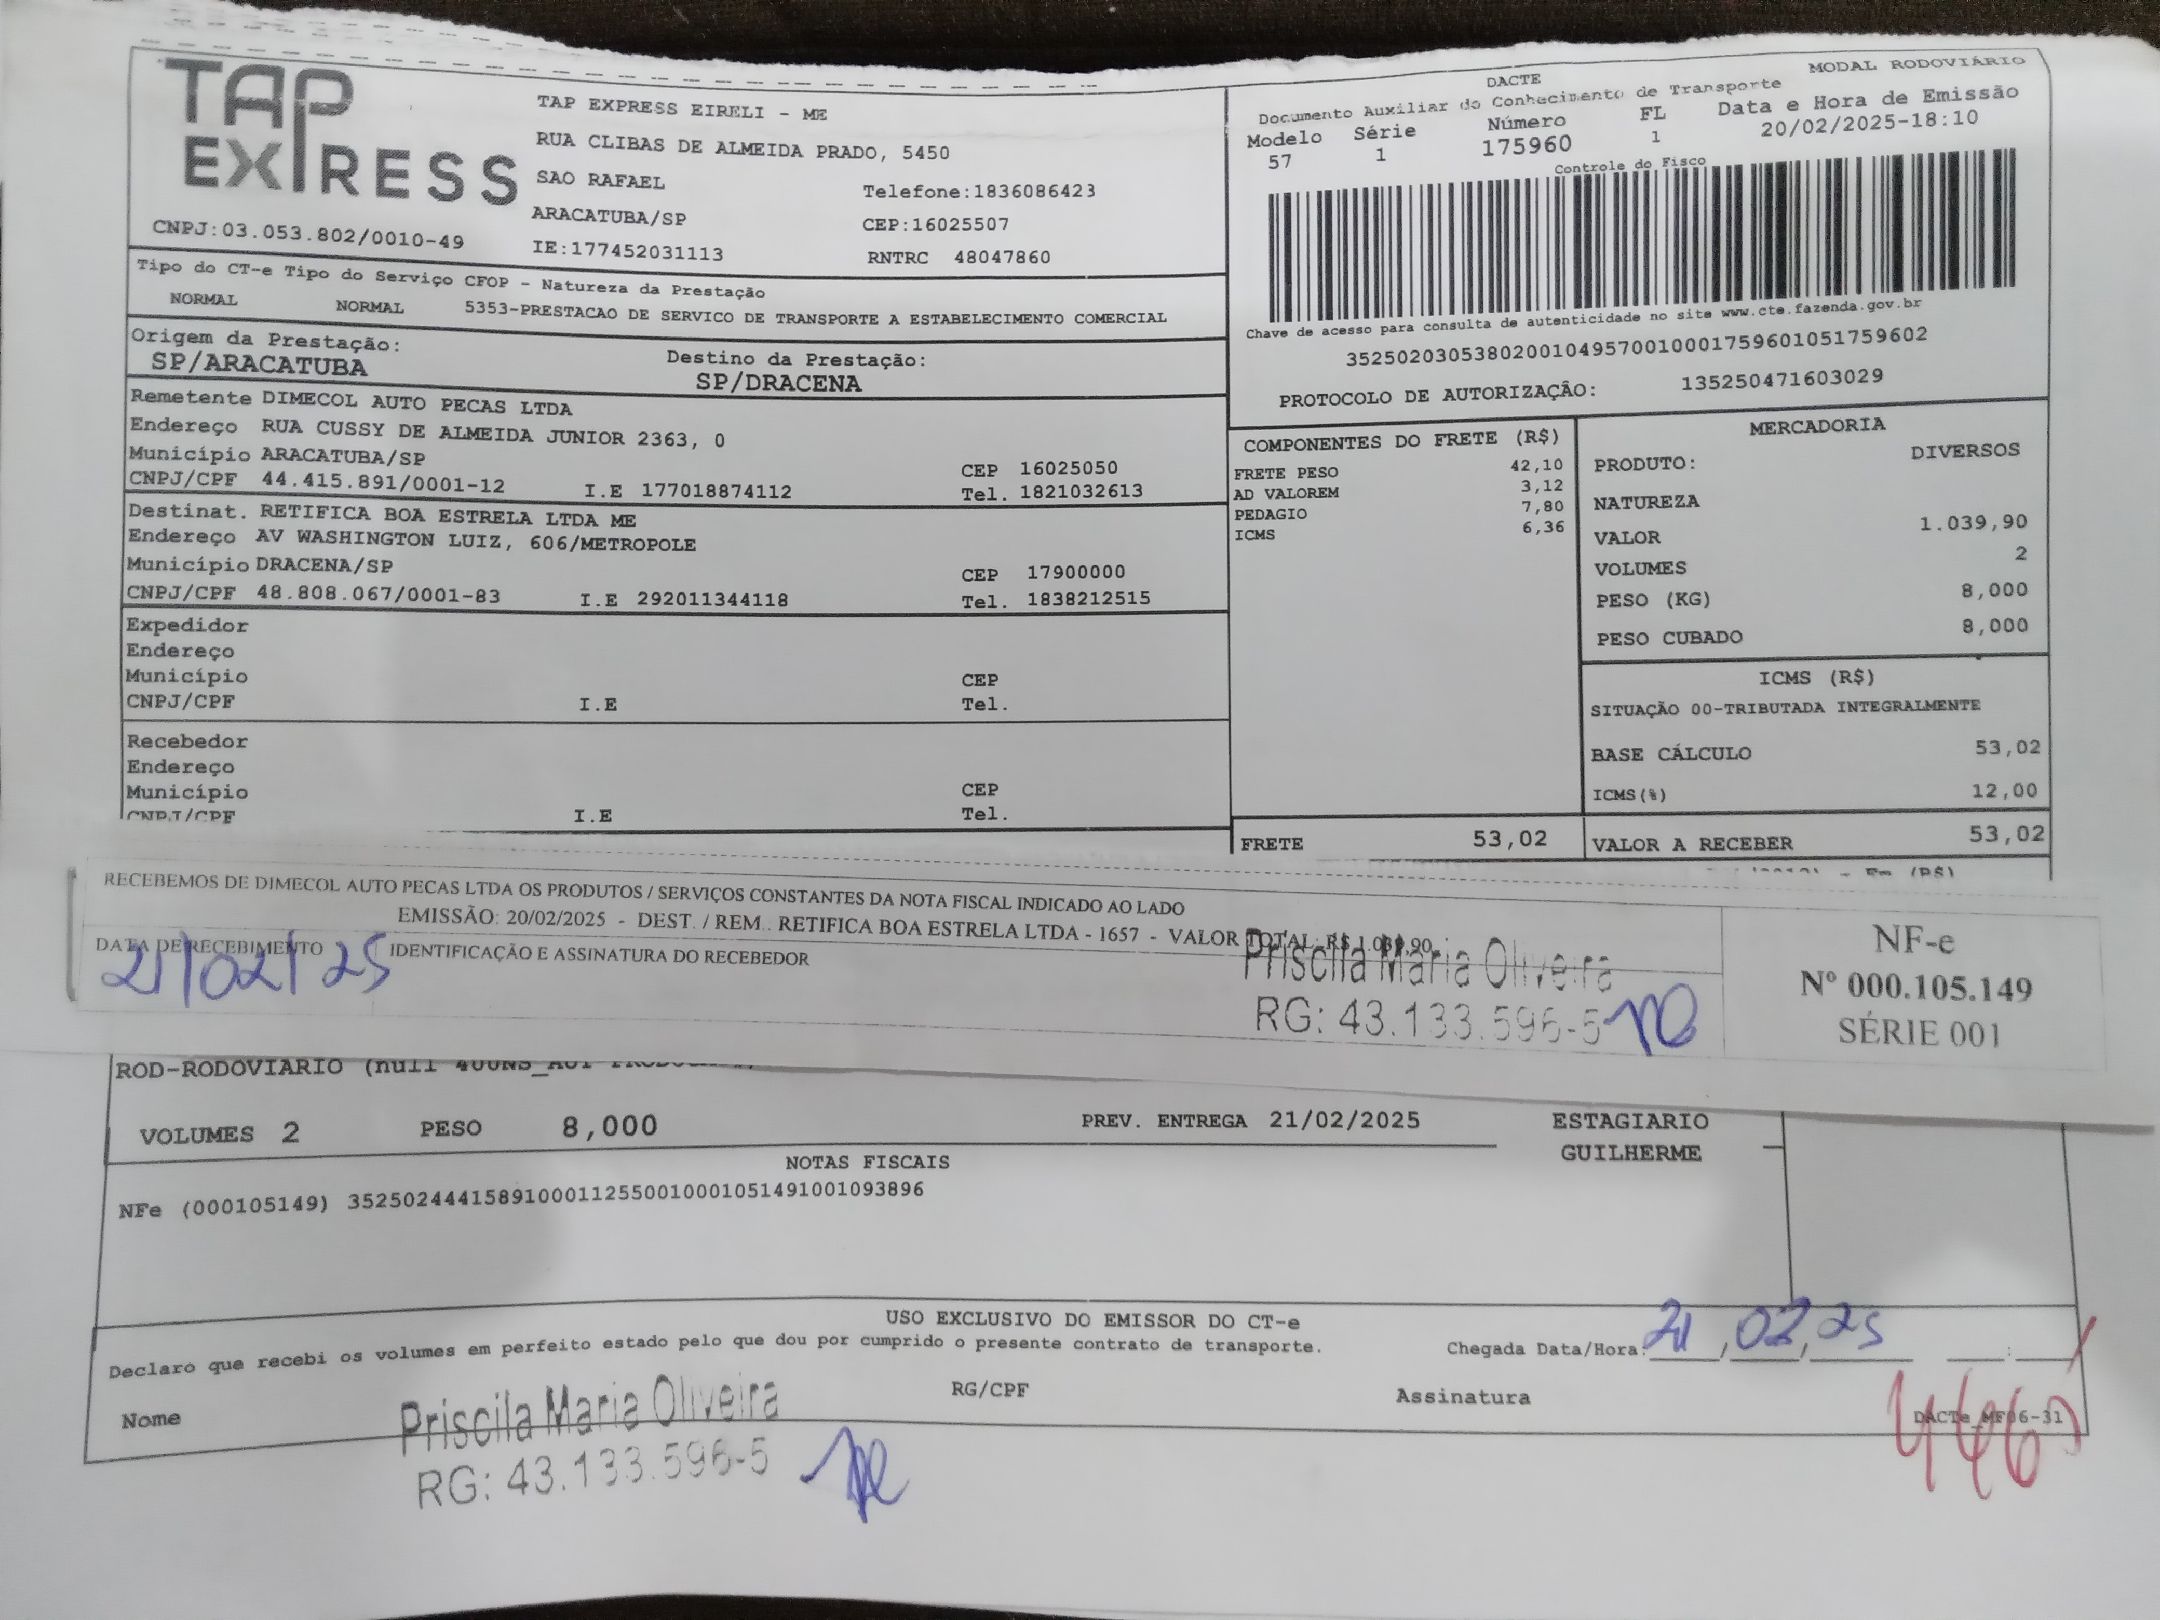 TAP EXPRESS
CNPJ:03.053.802/0010-49
TAP EXPRESS EIRELI - ME
RUA CLIBAS DE ALMEIDA PRADO, 5450
SAO RAFAEL
Telefone:1836086423
ARACATUBA/SP
CEP:16025507
IE:177452031113
RNTRC 48047860
DACTE
MODAL RODOVIÁRIO
Documento Auxiliar do Conhecimento de Transporte
Modelo Série Número FL Data e Hora de Emissão
57 1 175960 1 20/02/2025-18:10
Controle do Fisco
Chave de acesso para consulta de autenticidade no site www.cte.fazenda.gov.br
35250203053802001049570010001759601051759602
PROTOCOLO DE AUTORIZAÇÃO: 135250471603029
Tipo do CT-e Tipo do Serviço CFOP - Natureza da Prestação
NORMAL NORMAL 5353-PRESTACAO DE SERVICO DE TRANSPORTE A ESTABELECIMENTO COMERCIAL
Origem da Prestação: Destino da Prestação:
SP/ARACATUBA SP/DRACENA
Remetente DIMECOL AUTO PECAS LTDA
Endereço RUA CUSSY DE ALMEIDA JUNIOR 2363, 0
Município ARACATUBA/SP CEP 16025050
CNPJ/CPF 44.415.891/0001-12 I.E 177018874112 Tel. 1821032613
Destinat. RETIFICA BOA ESTRELA LTDA ME
Endereço AV WASHINGTON LUIZ, 606/METROPOLE
Município DRACENA/SP CEP 17900000
CNPJ/CPF 48.808.067/0001-83 I.E 292011344118 Tel. 1838212515
Expedidor
Endereço
Município CEP
CNPJ/CPF I.E Tel.
Recebedor
Endereço
Município CEP
CNPJ/CPF I.E Tel.
COMPONENTES DO FRETE (R$)
FRETE PESO 42,10
AD VALOREM 3,12
PEDAGIO 7,80
ICMS 6,36
FRETE 53,02
MERCADORIA
PRODUTO: DIVERSOS
NATUREZA
VALOR 1.039,90
VOLUMES 2
PESO (KG) 8,000
PESO CUBADO 8,000
ICMS (R$)
SITUAÇÃO 00-TRIBUTADA INTEGRALMENTE
BASE CÁLCULO 53,02
ICMS(%) 12,00
VALOR A RECEBER 53,02
RECEBEMOS DE DIMECOL AUTO PECAS LTDA OS PRODUTOS / SERVIÇOS CONSTANTES DA NOTA FISCAL INDICADO AO LADO
EMISSÃO: 20/02/2025 - DEST. / REM.. RETIFICA BOA ESTRELA LTDA - 1657 - VALOR TOTAL: R$ 1.039,90
DATA DE RECEBIMENTO IDENTIFICAÇÃO E ASSINATURA DO RECEBEDOR
21/02/25
Priscila Maria Oliveira
RG: 43.133.596-5
NF-e
Nº 000.105.149
SÉRIE 001
ROD-RODOVIARIO (null
VOLUMES 2 PESO 8,000 PREV. ENTREGA 21/02/2025
ESTAGIARIO
GUILHERME
NOTAS FISCAIS
NFe (000105149) 35250244415891000112550010001051491001093896
USO EXCLUSIVO DO EMISSOR DO CT-e
Declaro que recebi os volumes em perfeito estado pelo que dou por cumprido o presente contrato de transporte.
Chegada Data/Hora: 21,02,25 :
Nome RG/CPF Assinatura
DACTe MF06-31
Priscila Maria Oliveira
RG: 43.133.596-5